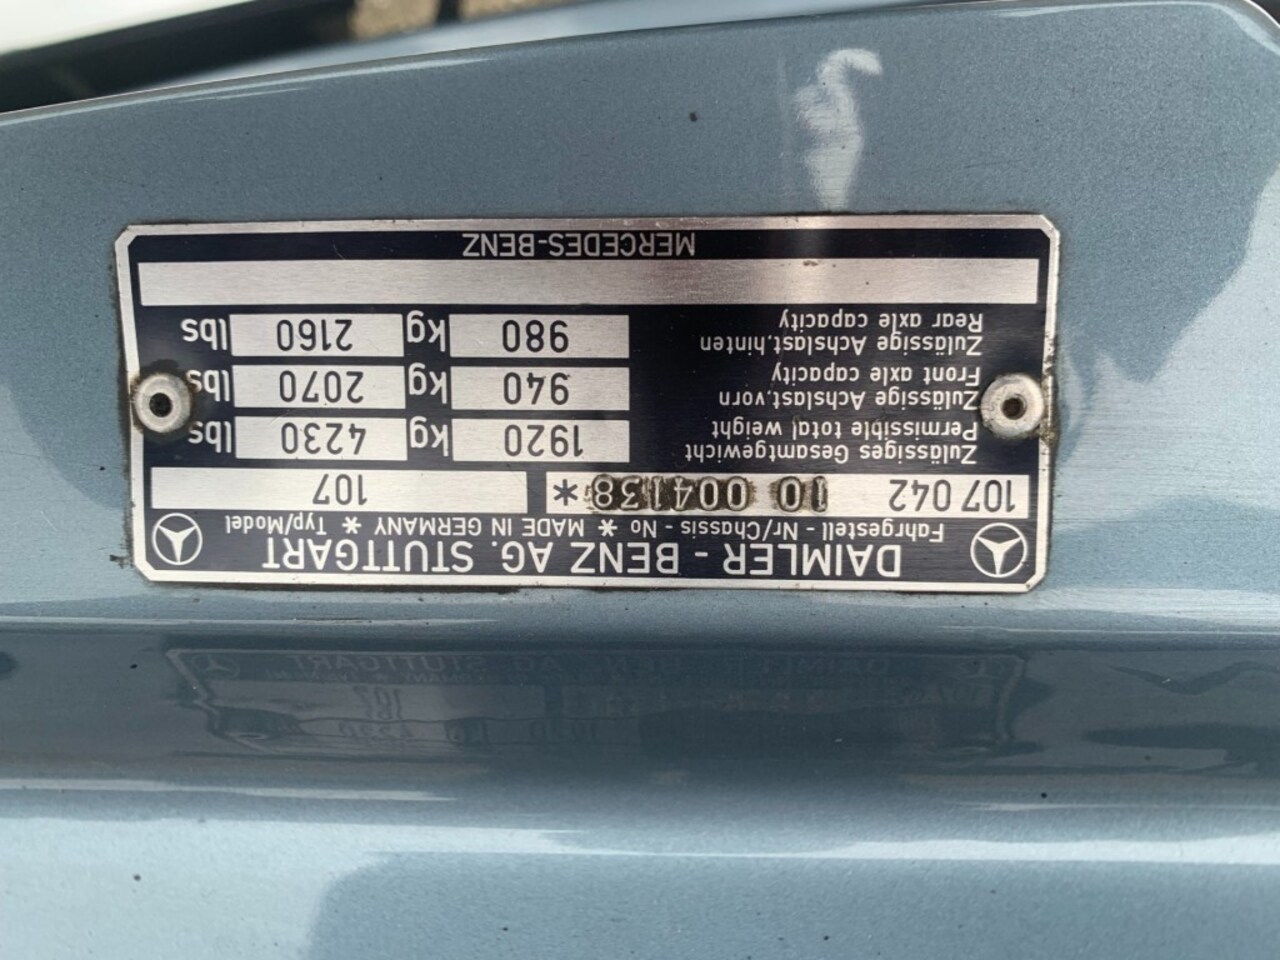 DAIMLER - BENZ AG. STUTTGART
Fahrgestell - Nr/Chassis - No * MADE IN GERMANY * Typ/Model
107 042 10 004138 * 107
Zulässiges Gesamtgewicht
Permissible total weight 1920 kg 4230 lbs
Zulässige Achslast,vorn
Front axle capacity 940 kg 2070 lbs
Zulässige Achslast,hinten
Rear axle capacity 980 kg 2160 lbs
MERCEDES-BENZ